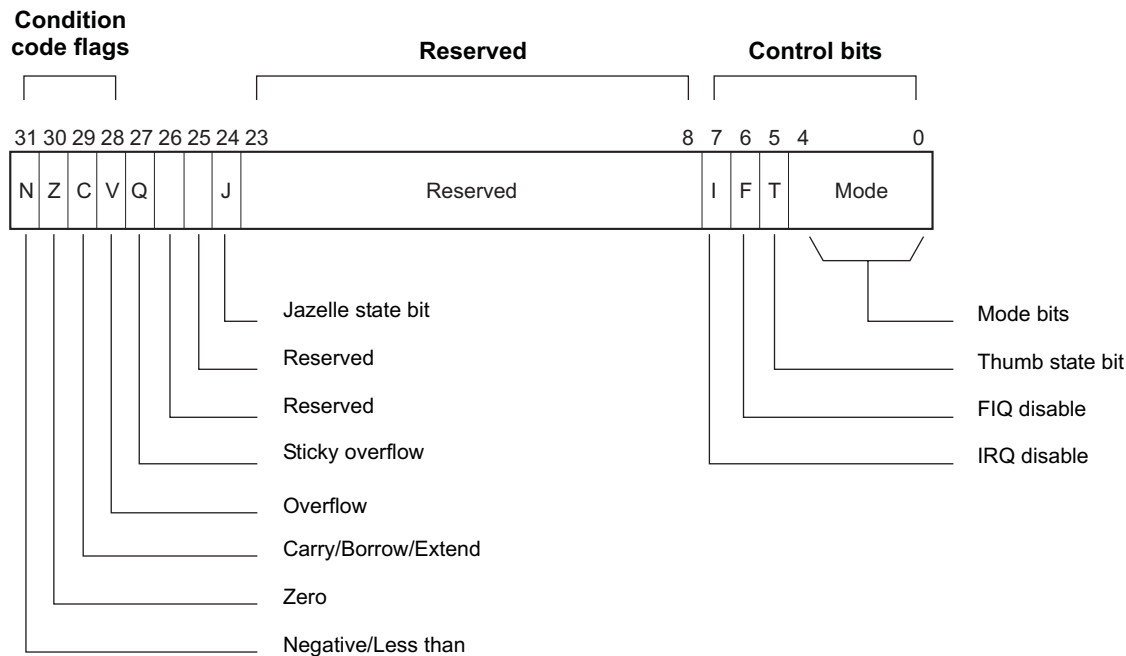 Condition
code flags
Reserved
Control bits
31 30 29 28 27 26 25 24 23 8 7 6 5 4 0
N Z C V Q J Reserved I F T Mode
Jazelle state bit
Mode bits
Reserved
Thumb state bit
Reserved
FIQ disable
Sticky overflow
IRQ disable
Overflow
Carry/Borrow/Extend
Zero
Negative/Less than